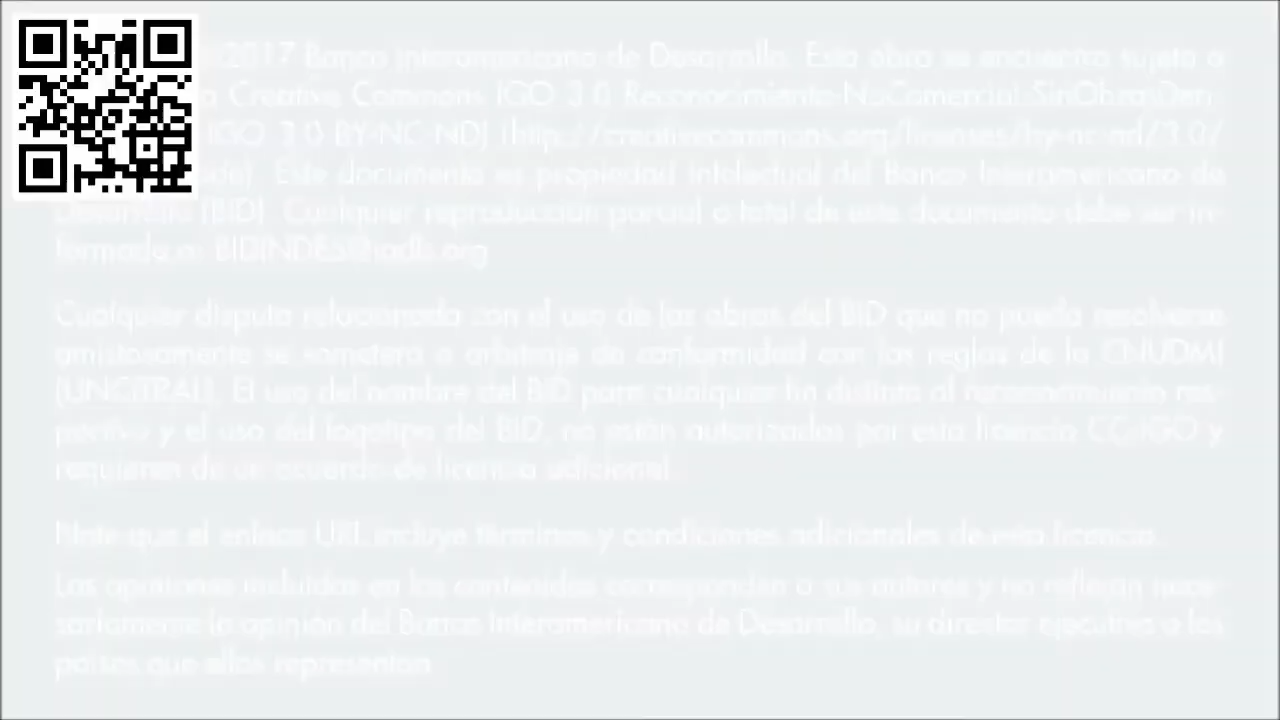 2017 Banco Interamericano de Desarrollo. Esta obra se encuentra sujeta a
Creative Commons IGO 3.0 Reconocimiento-NoComercial-SinObrasDeri-
IGO 3.0 BY-NC-ND) (http://creativecommons.org/licenses/by-nc-nd/3.0/
Este documento es propiedad intelectual Banco Interamericano de
Desarrollo (BID). Cualquier reproducción parcial o total de este documento debe ser in-
formada a: BIDINDES@iadb.org
Cualquier disputa relacionada con el uso de las obras del BID que no pueda resolverse
amistosamente se someterá a arbitraje de conformidad con las reglas de la CNUDMI
(UNCITRAL). El uso del nombre del BID para cualquier fin distinto al reconocimiento res-
pectivo y el uso del logotipo del BID, no están autorizados por esta licencia CC-IGO y
requieren de un acuerdo de licencia adicional.
Note que el enlace URL incluye términos y condiciones adicionales de esta licencia.
Las opiniones incluidas en los contenidos corresponden a sus autores y no reflejan nece-
sariamente la opinión del Banco Interamericano de Desarrollo, su director ejecutivo o los
países que ellos representan.